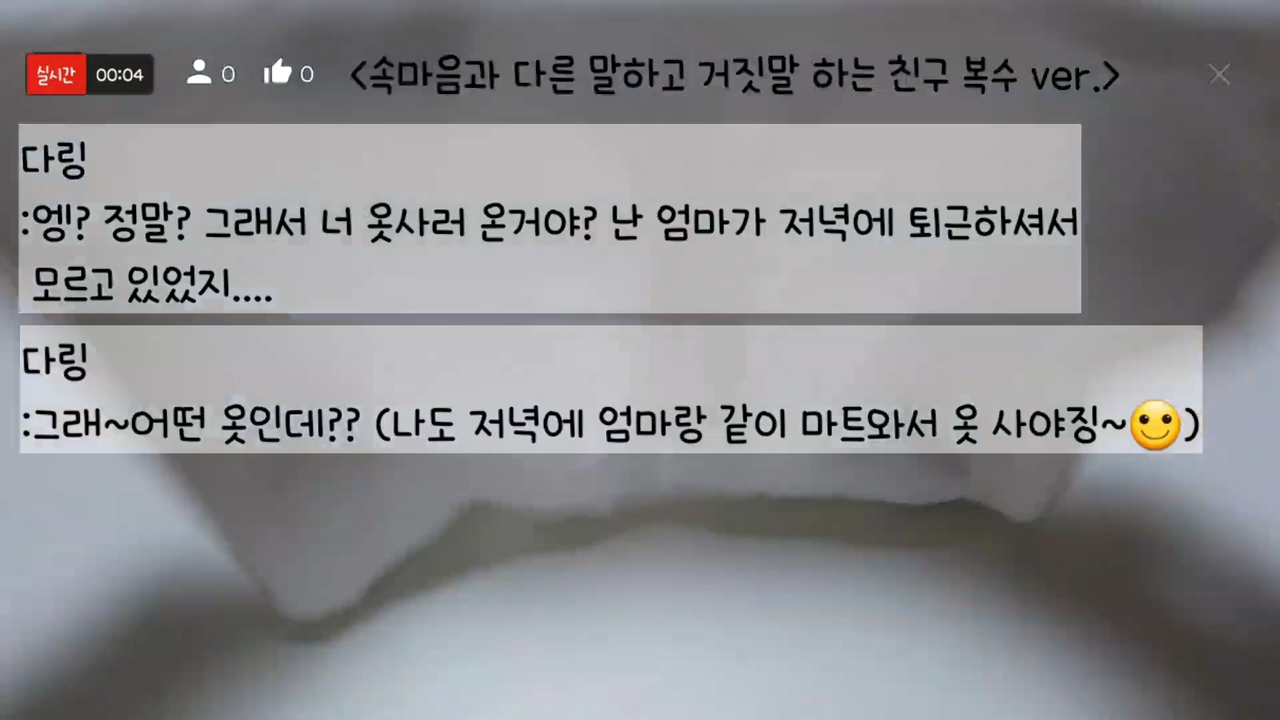 실시간 00:04 0 0 <속마음과 다른 말하고 거짓말 하는 친구 복수 ver.>
다링
:엥? 정말? 그래서 너 옷사러 온거야? 난 엄마가 저녁에 퇴근하셔서
모르고 있었지....
다링
:그래~어떤 옷인데?? (나도 저녁에 엄마랑 같이 마트와서 옷 사야징~🙂)